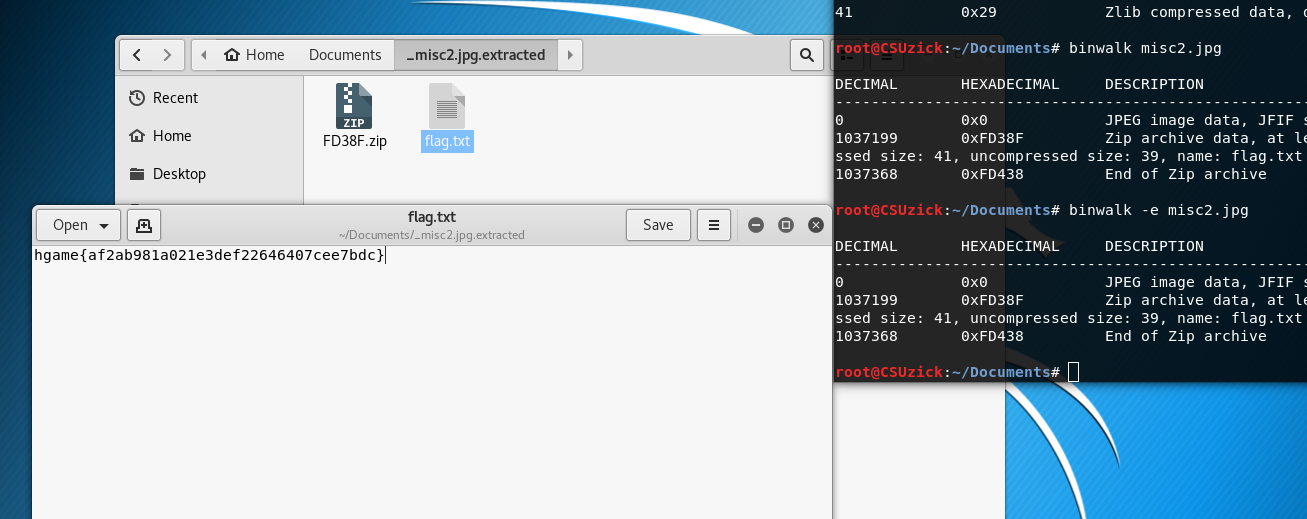 Home Documents _misc2.jpg.extracted
Recent
Home
Desktop
ZIP
FD38F.zip flag.txt
Open flag.txt Save
~/Documents/_misc2.jpg.extracted
hgame{af2ab981a021e3def22646407cee7bdc}
41 0x29 Zlib compressed data,
root@CSUzick:~/Documents# binwalk misc2.jpg
DECIMAL HEXADECIMAL DESCRIPTION
--------------------------------------------------------------------------------
0 0x0 JPEG image data, JFIF s
1037199 0xFD38F Zip archive data, at le
ssed size: 41, uncompressed size: 39, name: flag.txt
1037368 0xFD438 End of Zip archive
root@CSUzick:~/Documents# binwalk -e misc2.jpg
DECIMAL HEXADECIMAL DESCRIPTION
--------------------------------------------------------------------------------
0 0x0 JPEG image data, JFIF s
1037199 0xFD38F Zip archive data, at le
ssed size: 41, uncompressed size: 39, name: flag.txt
1037368 0xFD438 End of Zip archive
root@CSUzick:~/Documents#